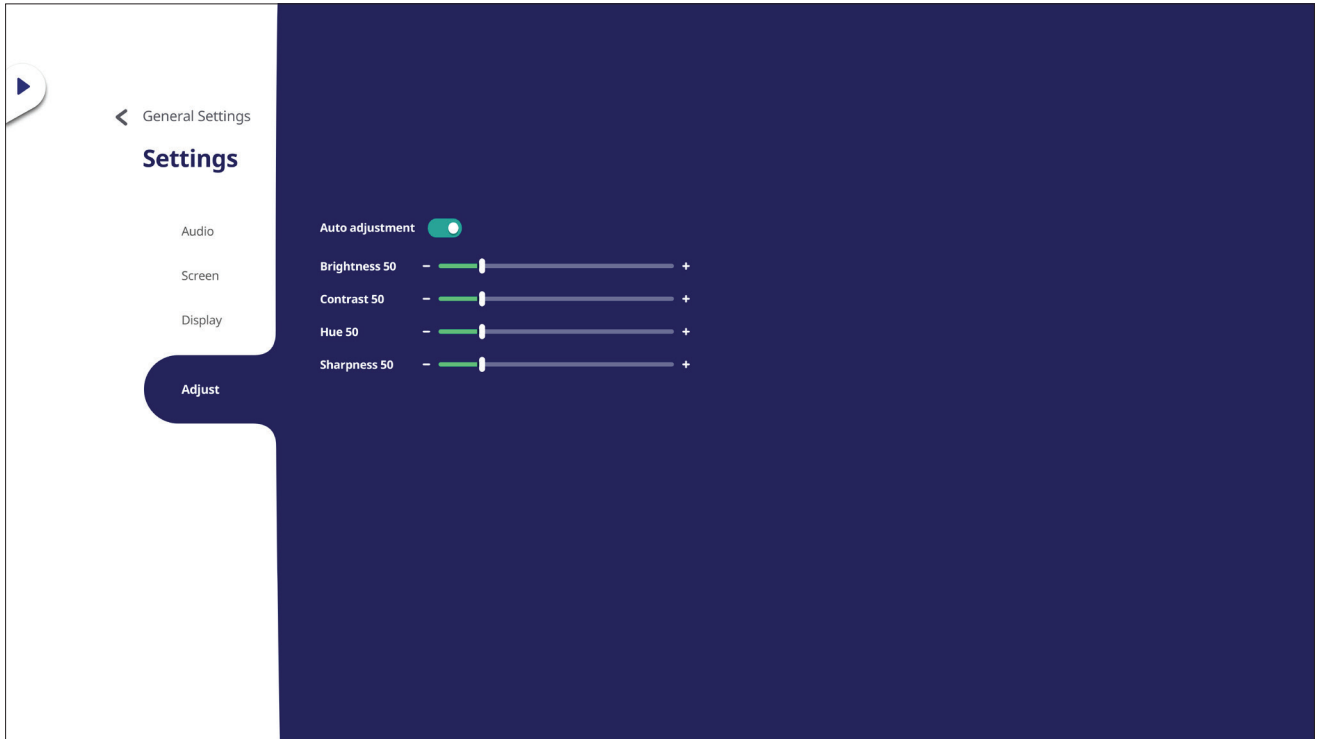 General Settings
Settings
Audio
Screen
Display
Adjust
Auto adjustment
Brightness 50 - +
Contrast 50 - +
Hue 50 - +
Sharpness 50 - +